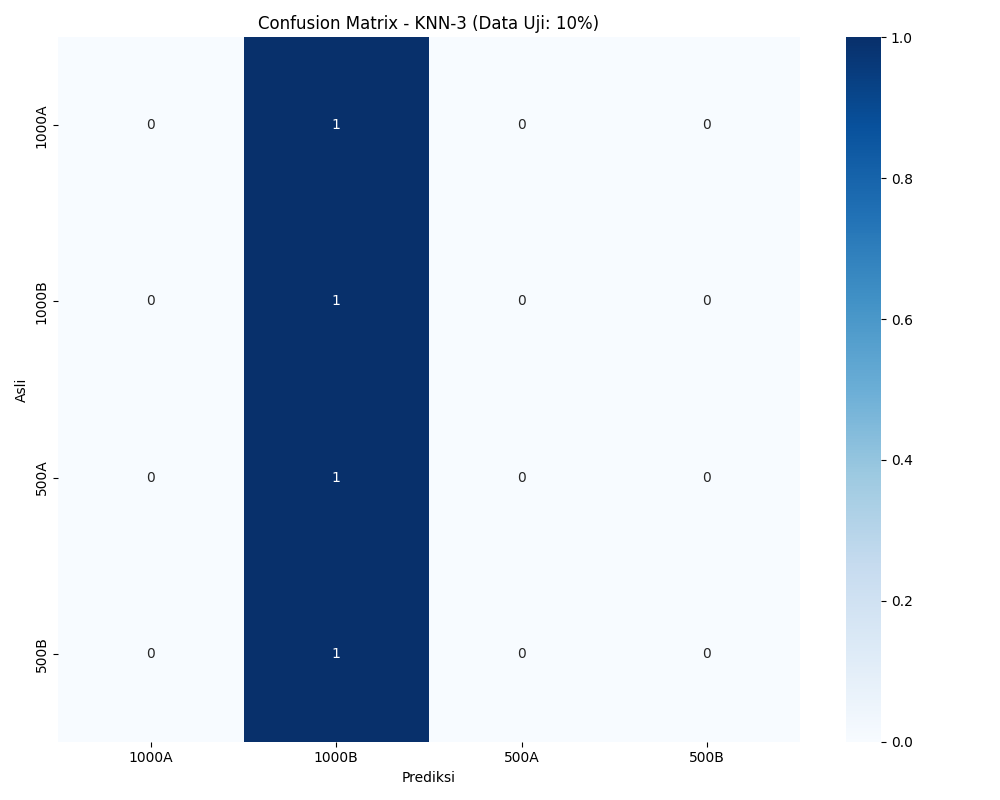 Confusion Matrix - KNN-3 (Data Uji: 10%)
Asli
1000A
0 1 0 0
1000B
0 1 0 0
500A
0 1 0 0
500B
0 1 0 0
1000A 1000B 500A 500B
Prediksi
1.0
0.8
0.6
0.4
0.2
0.0